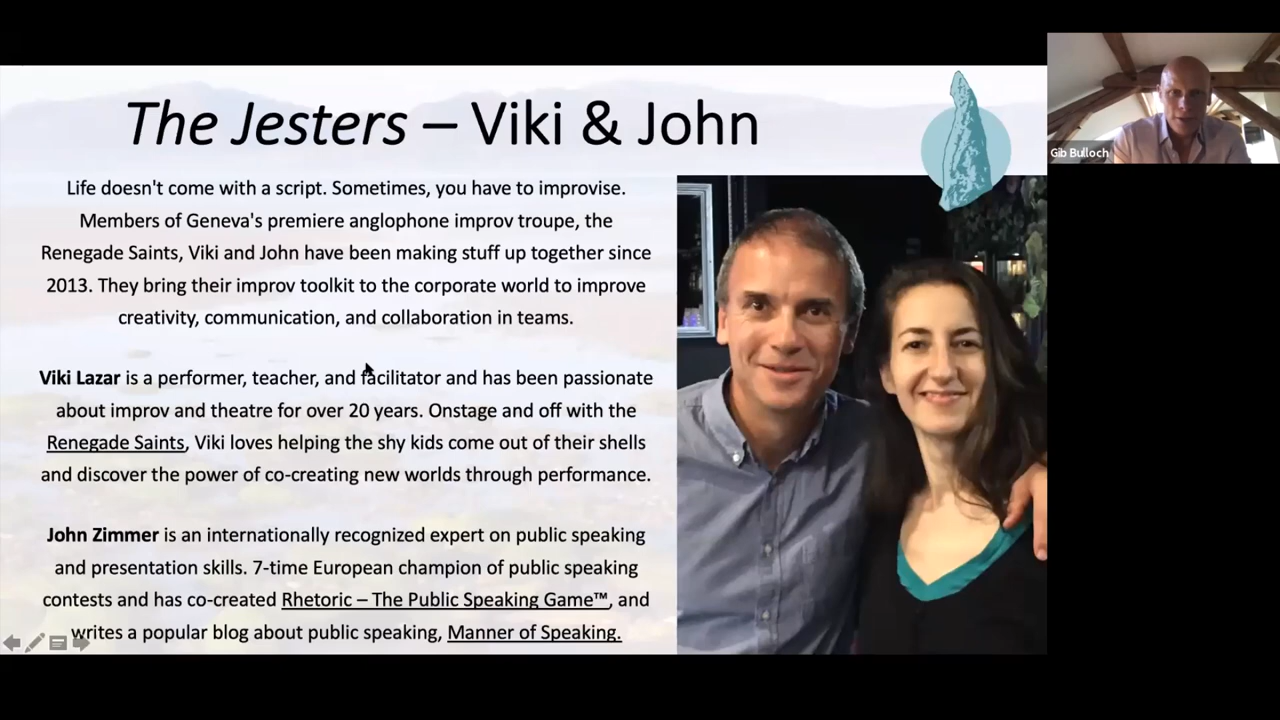 The Jesters – Viki & John
Life doesn't come with a script. Sometimes, you have to improvise.
Members of Geneva's premiere anglophone improv troupe, the
Renegade Saints, Viki and John have been making stuff up together since
2013. They bring their improv toolkit to the corporate world to improve
creativity, communication, and collaboration in teams.
Viki Lazar is a performer, teacher, and facilitator and has been passionate
about improv and theatre for over 20 years. Onstage and off with the
Renegade Saints, Viki loves helping the shy kids come out of their shells
and discover the power of co-creating new worlds through performance.
John Zimmer is an internationally recognized expert on public speaking
and presentation skills. 7-time European champion of public speaking
contests and has co-created Rhetoric – The Public Speaking Game™, and
writes a popular blog about public speaking, Manner of Speaking.
Gib Bulloch